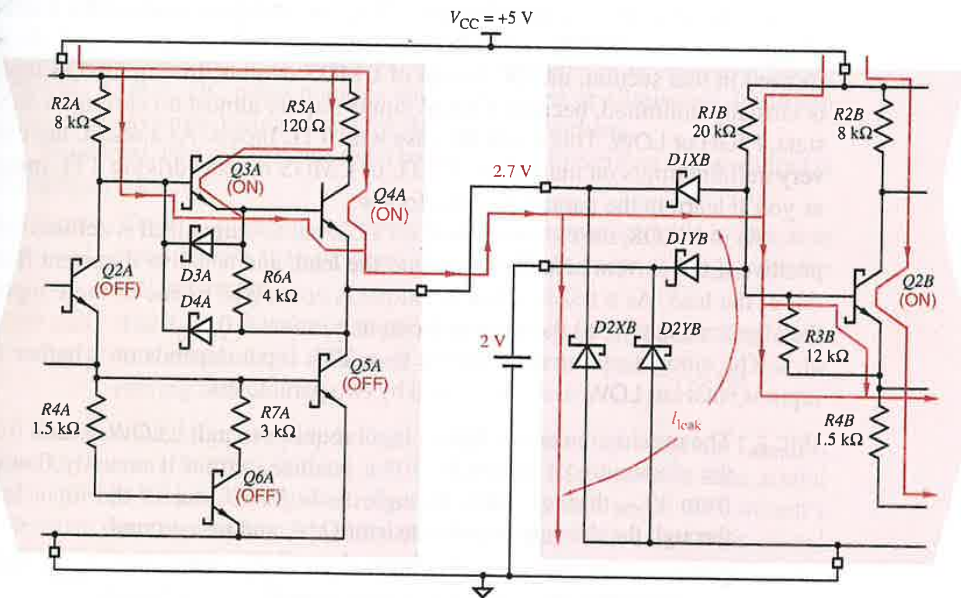 V_CC = +5 V
R2A
8 kΩ
R5A
120 Ω
Q3A
(ON)
Q4A
(ON)
Q2A
(OFF)
D3A
R6A
4 kΩ
D4A
Q5A
(OFF)
R4A
1.5 kΩ
R7A
3 kΩ
Q6A
(OFF)
2.7 V
2 V
R1B
20 kΩ
R2B
8 kΩ
D1XB
D1YB
D2XB
D2YB
Q2B
(ON)
R3B
12 kΩ
R4B
1.5 kΩ
I_leak